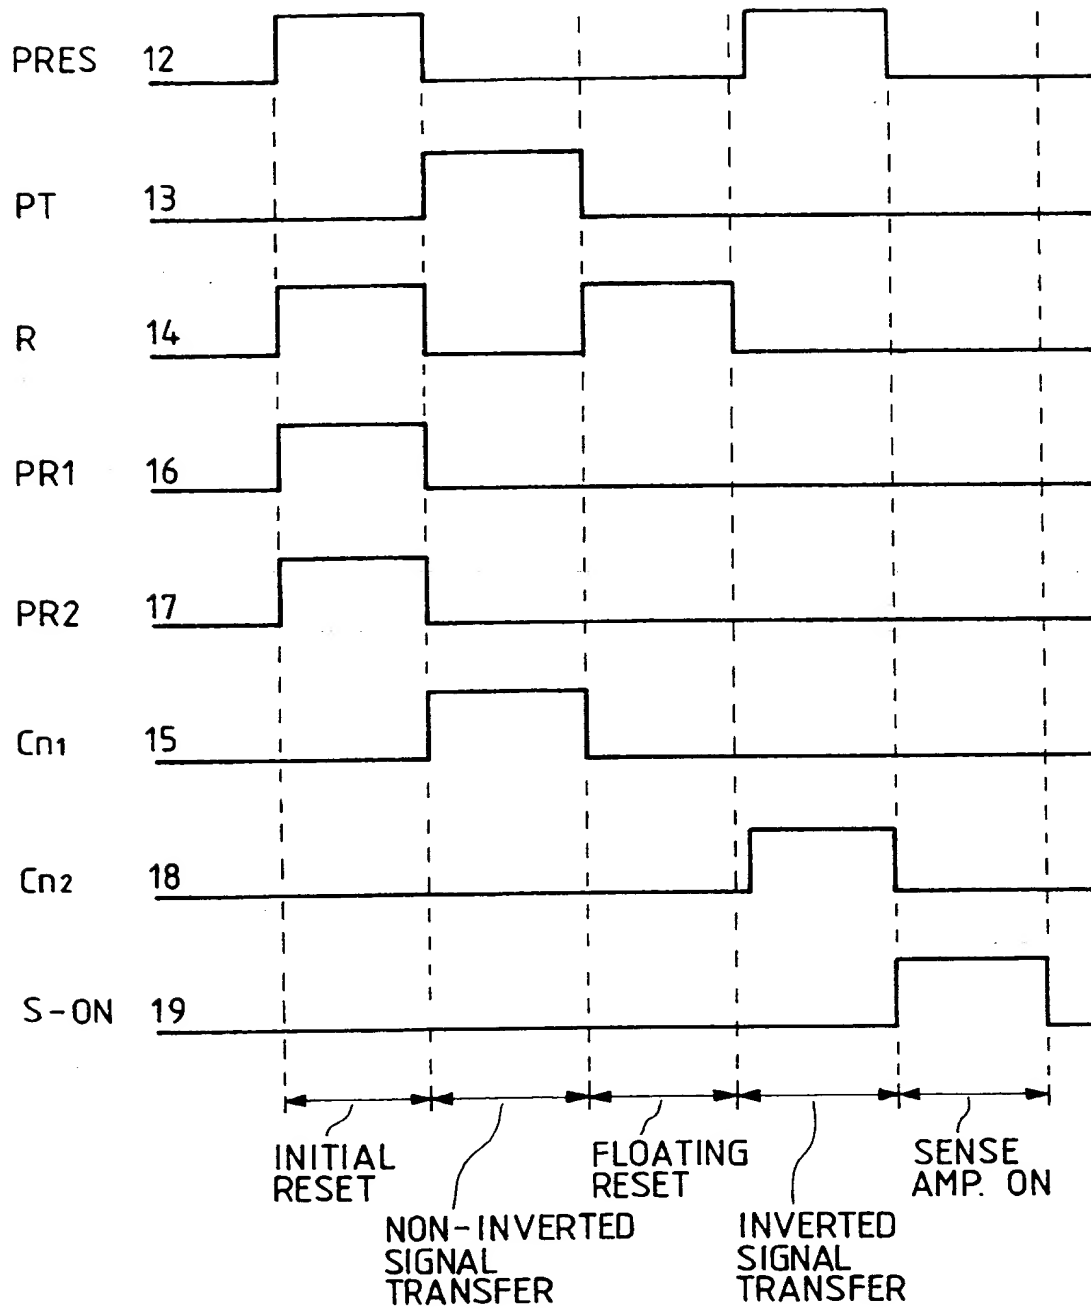 PRES 12
PT 13
R 14
PR1 16
PR2 17
Cn1 15
Cn2 18
S-ON 19
INITIAL
RESET
NON-INVERTED
SIGNAL
TRANSFER
FLOATING
RESET
INVERTED
SIGNAL
TRANSFER
SENSE
AMP. ON